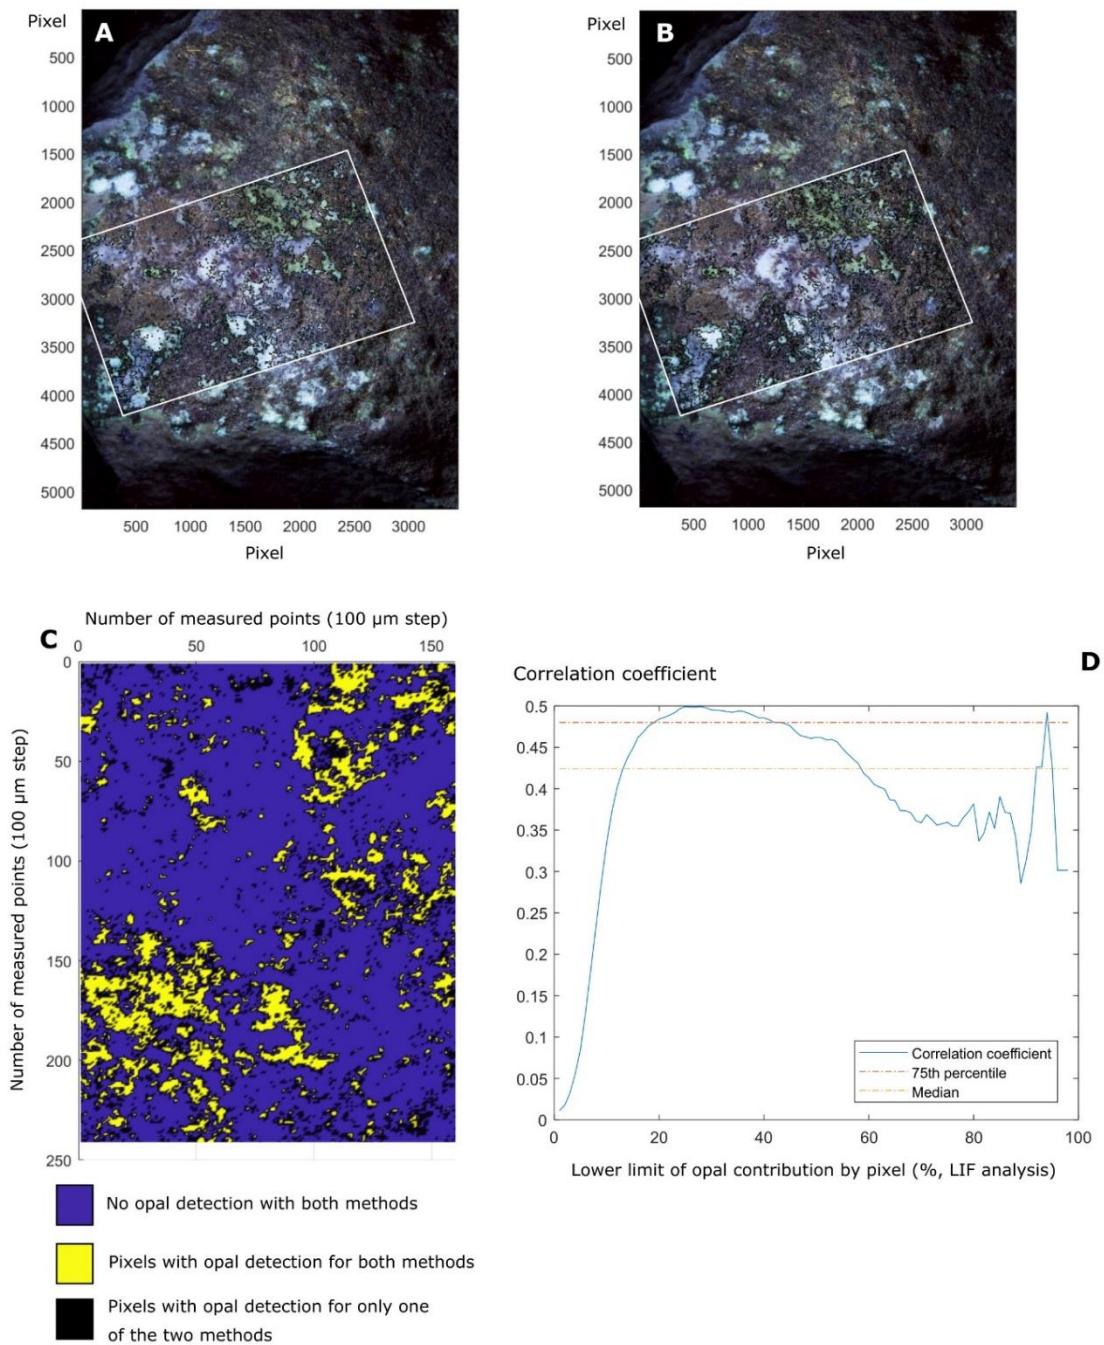 Pixel
A
500
1000
1500
2000
2500
3000
3500
4000
4500
5000
500 1000 1500 2000 2500 3000
Pixel
Pixel
B
500
1000
1500
2000
2500
3000
3500
4000
4500
5000
500 1000 1500 2000 2500 3000
Pixel
Number of measured points (100 µm step)
C
0 50 100 150
0
50
100
150
200
250
Number of measured points (100 µm step)
No opal detection with both methods
Pixels with opal detection for both methods
Pixels with opal detection for only one
of the two methods
D
Correlation coefficient
0.5
0.45
0.4
0.35
0.3
0.25
0.2
0.15
0.1
0.05
0
Correlation coefficient
75th percentile
Median
0 20 40 60 80 100
Lower limit of opal contribution by pixel (%, LIF analysis)